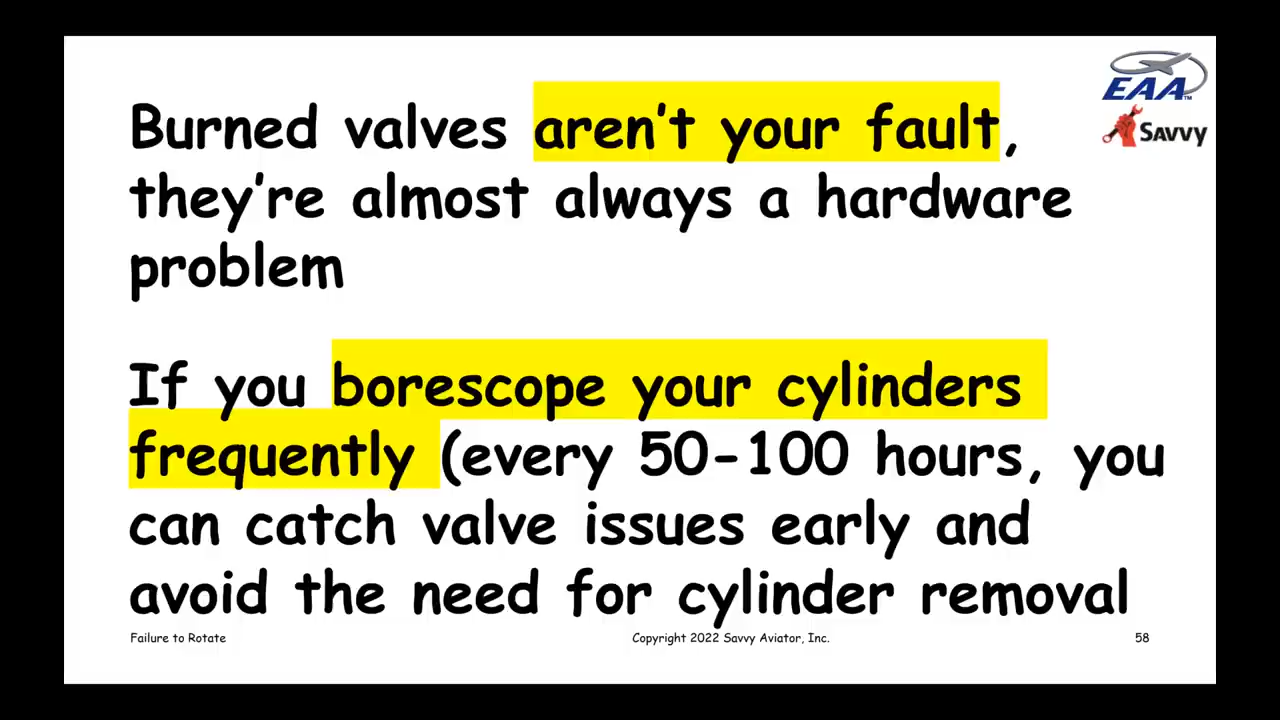 EAA™
SAVVY
Burned valves aren't your fault,
they're almost always a hardware
problem
If you borescope your cylinders
frequently (every 50-100 hours, you
can catch valve issues early and
avoid the need for cylinder removal
Failure to Rotate
Copyright 2022 Savvy Aviator, Inc.
58